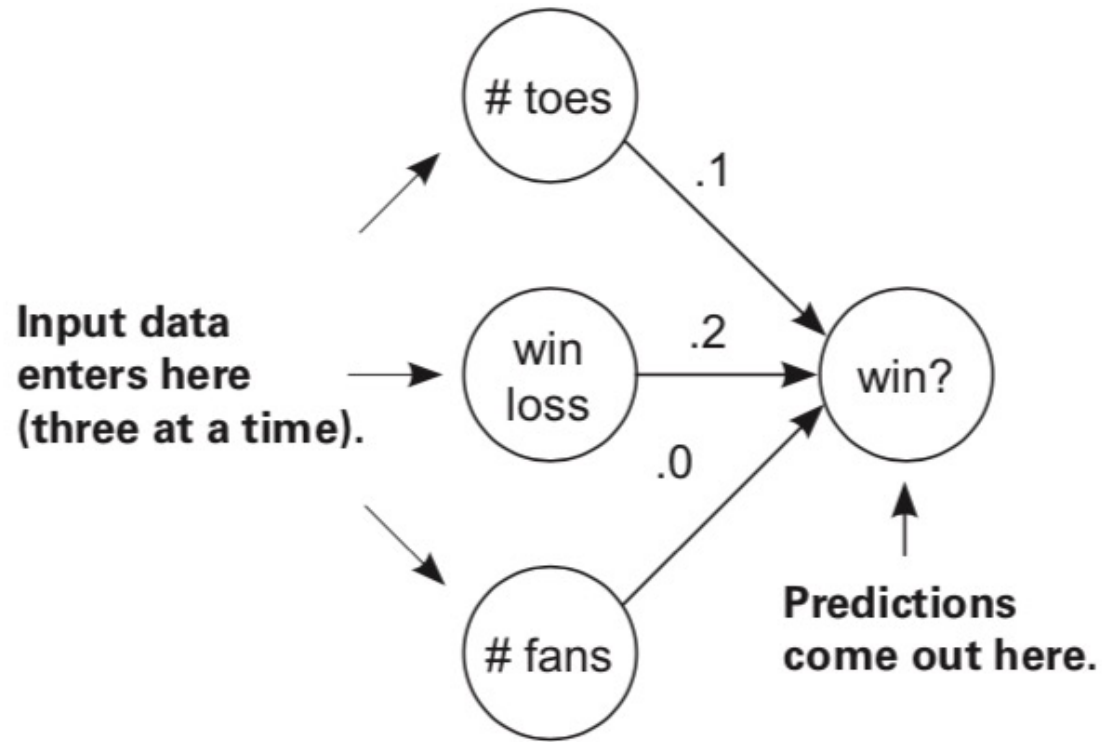 # toes
.1
Input data
enters here
(three at a time).
win
loss
.2
win?
.0
# fans
Predictions
come out here.